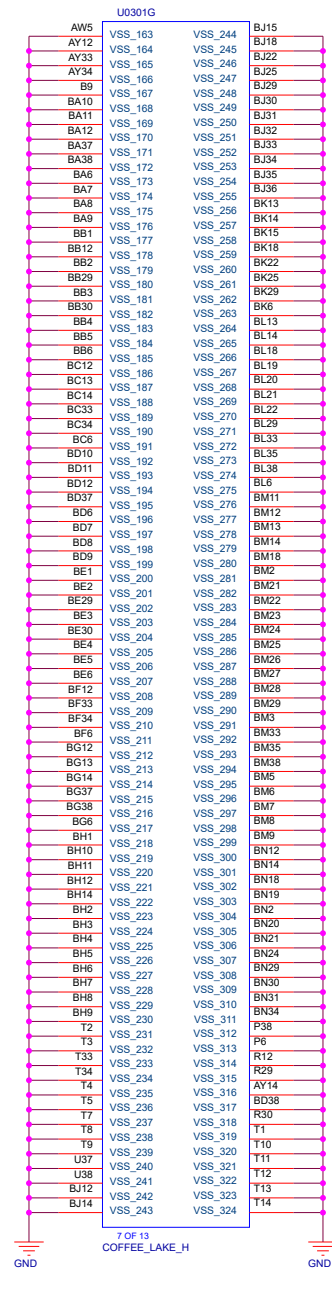 U0301G
AW5 VSS_163 VSS_244 BJ15
AY12 VSS_164 VSS_245 BJ18
AY33 VSS_165 VSS_246 BJ22
AY34 VSS_166 VSS_247 BJ25
B9 VSS_167 VSS_248 BJ29
BA10 VSS_168 VSS_249 BJ30
BA11 VSS_169 VSS_250 BJ31
BA12 VSS_170 VSS_251 BJ32
BA37 VSS_171 VSS_252 BJ33
BA38 VSS_172 VSS_253 BJ34
BA6 VSS_173 VSS_254 BJ35
BA7 VSS_174 VSS_255 BJ36
BA8 VSS_175 VSS_256 BK13
BA9 VSS_176 VSS_257 BK14
BB1 VSS_177 VSS_258 BK15
BB12 VSS_178 VSS_259 BK18
BB2 VSS_179 VSS_260 BK22
BB29 VSS_180 VSS_261 BK25
BB3 VSS_181 VSS_262 BK29
BB30 VSS_182 VSS_263 BK6
BB4 VSS_183 VSS_264 BL13
BB5 VSS_184 VSS_265 BL14
BB6 VSS_185 VSS_266 BL18
BC12 VSS_186 VSS_267 BL19
BC13 VSS_187 VSS_268 BL20
BC14 VSS_188 VSS_269 BL21
BC33 VSS_189 VSS_270 BL22
BC34 VSS_190 VSS_271 BL29
BC6 VSS_191 VSS_272 BL33
BD10 VSS_192 VSS_273 BL35
BD11 VSS_193 VSS_274 BL38
BD12 VSS_194 VSS_275 BL6
BD37 VSS_195 VSS_276 BM11
BD6 VSS_196 VSS_277 BM12
BD7 VSS_197 VSS_278 BM13
BD8 VSS_198 VSS_279 BM14
BD9 VSS_199 VSS_280 BM18
BE1 VSS_200 VSS_281 BM2
BE2 VSS_201 VSS_282 BM21
BE29 VSS_202 VSS_283 BM22
BE3 VSS_203 VSS_284 BM23
BE30 VSS_204 VSS_285 BM24
BE4 VSS_205 VSS_286 BM25
BE5 VSS_206 VSS_287 BM26
BE6 VSS_207 VSS_288 BM27
BF12 VSS_208 VSS_289 BM28
BF33 VSS_209 VSS_290 BM29
BF34 VSS_210 VSS_291 BM3
BF6 VSS_211 VSS_292 BM33
BG12 VSS_212 VSS_293 BM35
BG13 VSS_213 VSS_294 BM38
BG14 VSS_214 VSS_295 BM5
BG37 VSS_215 VSS_296 BM6
BG38 VSS_216 VSS_297 BM7
BG6 VSS_217 VSS_298 BM8
BH1 VSS_218 VSS_299 BM9
BH10 VSS_219 VSS_300 BN12
BH11 VSS_220 VSS_301 BN14
BH12 VSS_221 VSS_302 BN18
BH14 VSS_222 VSS_303 BN19
BH2 VSS_223 VSS_304 BN2
BH3 VSS_224 VSS_305 BN20
BH4 VSS_225 VSS_306 BN21
BH5 VSS_226 VSS_307 BN24
BH6 VSS_227 VSS_308 BN29
BH7 VSS_228 VSS_309 BN30
BH8 VSS_229 VSS_310 BN31
BH9 VSS_230 VSS_311 BN34
T2 VSS_231 VSS_312 P38
T3 VSS_232 VSS_313 P6
T33 VSS_233 VSS_314 R12
T34 VSS_234 VSS_315 R29
T4 VSS_235 VSS_316 AY14
T5 VSS_236 VSS_317 BD38
T7 VSS_237 VSS_318 R30
T8 VSS_238 VSS_319 T1
T9 VSS_239 VSS_320 T10
U37 VSS_240 VSS_321 T11
U38 VSS_241 VSS_322 T12
BJ12 VSS_242 VSS_323 T13
BJ14 VSS_243 VSS_324 T14
7 OF 13
COFFEE_LAKE_H
GND GND